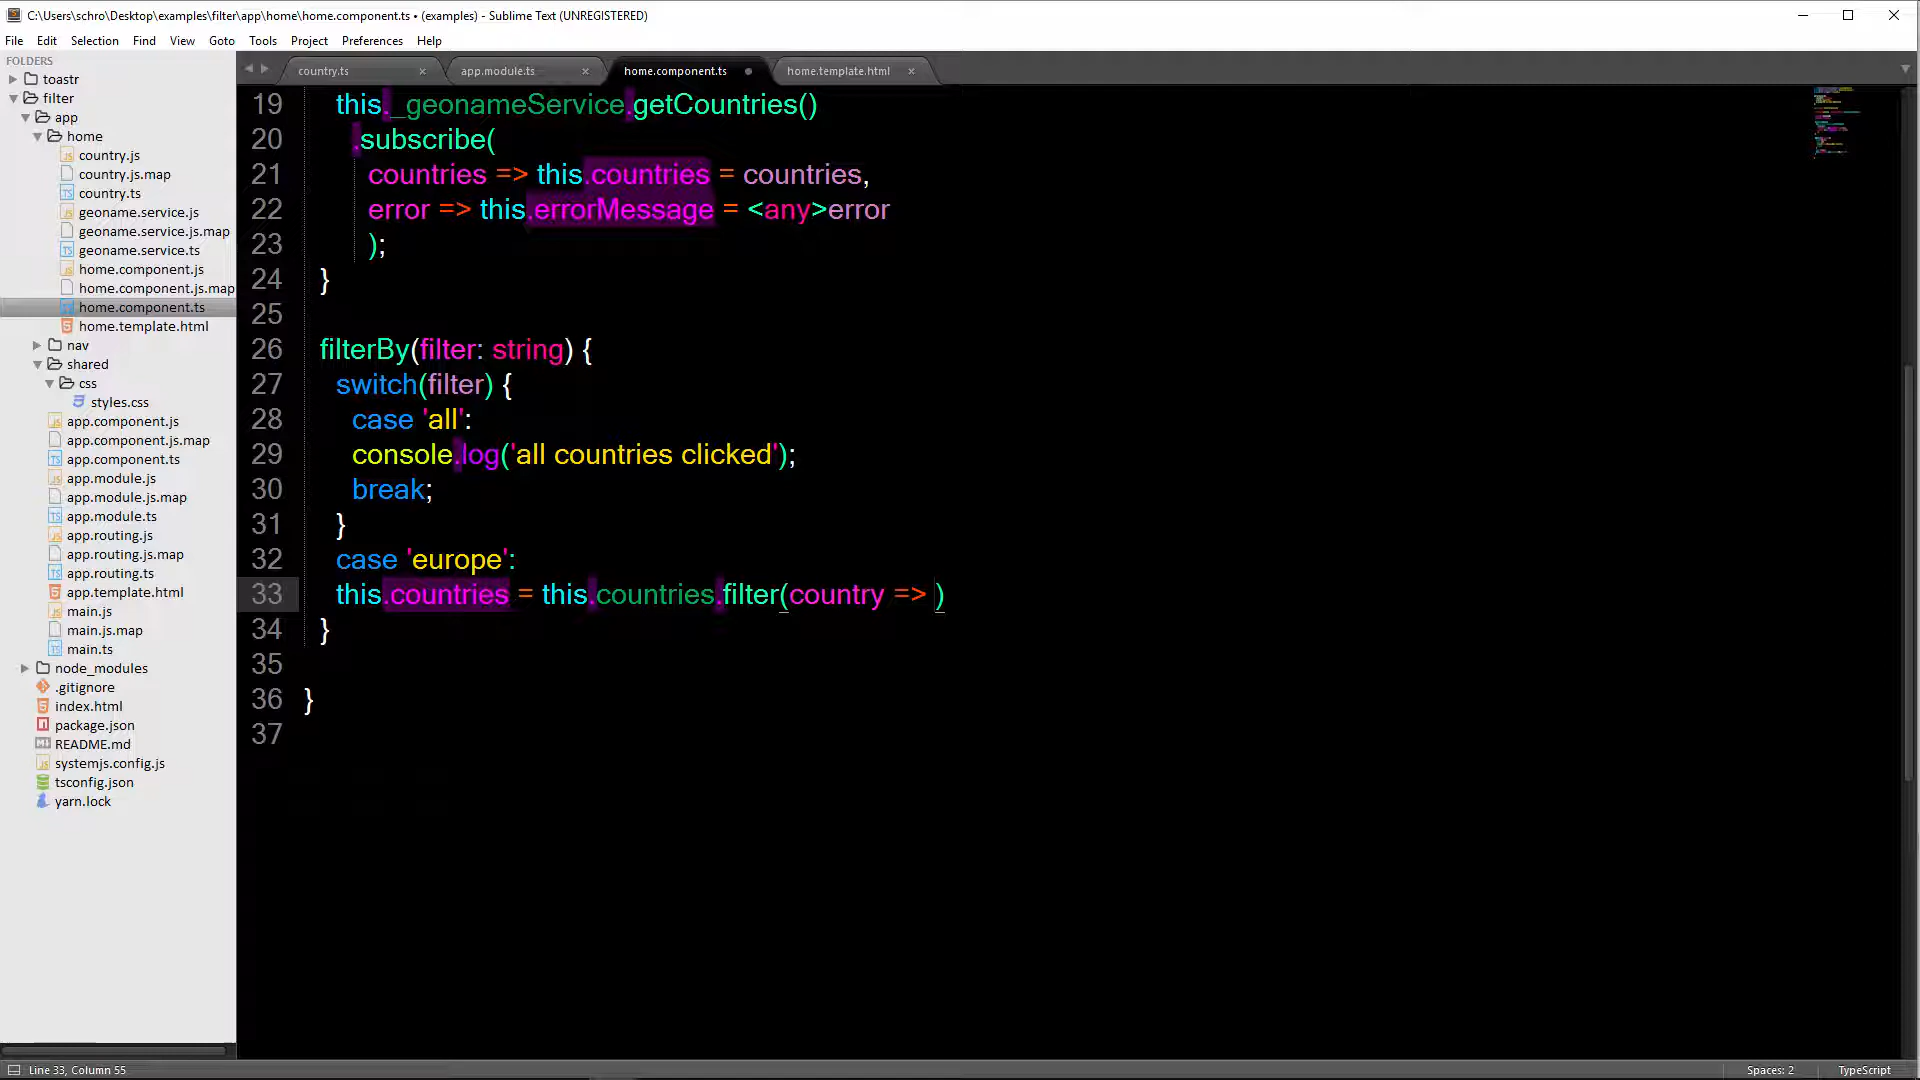 C:\Users\schro\Desktop\examples\filter\app\home\home.component.ts • (examples) - Sublime Text (UNREGISTERED)
File Edit Selection Find View Goto Tools Project Preferences Help
FOLDERS
toastr
filter
app
home
country.js
country.js.map
country.ts
geoname.service.js
geoname.service.js.map
geoname.service.ts
home.component.js
home.component.js.map
home.component.ts
home.template.html
nav
shared
css
styles.css
app.component.js
app.component.js.map
app.component.ts
app.module.js
app.module.js.map
app.module.ts
app.routing.js
app.routing.js.map
app.routing.ts
app.template.html
main.js
main.js.map
main.ts
node_modules
.gitignore
index.html
package.json
README.md
systemjs.config.js
tsconfig.json
yarn.lock
country.ts app.module.ts home.component.ts home.template.html
19 this._geonameService.getCountries()
20 .subscribe(
21 countries => this.countries = countries,
22 error => this.errorMessage = <any>error
23 );
24 }
25
26 filterBy(filter: string) {
27 switch(filter) {
28 case 'all':
29 console.log('all countries clicked');
30 break;
31 }
32 case 'europe':
33 this.countries = this.countries.filter(country => )
34 }
35
36 }
37
Line 33, Column 55 Spaces: 2 TypeScript